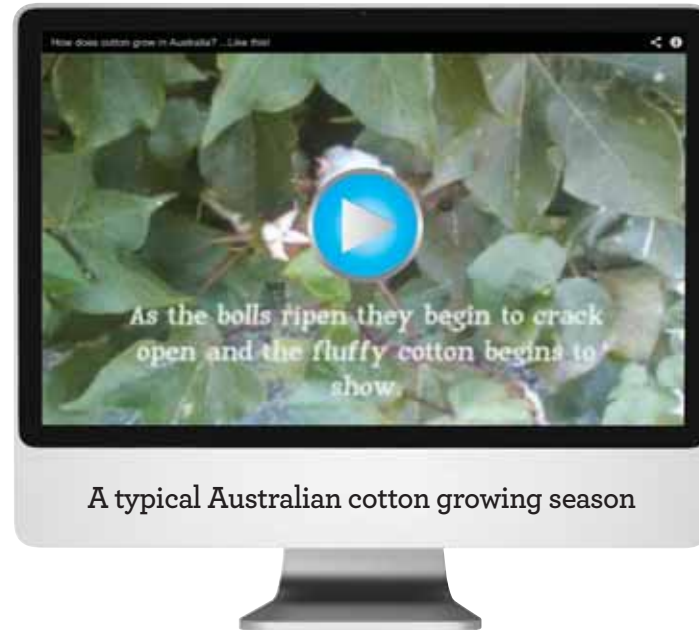 How does cotton grow in Australia? ...Like this!
As the bolls ripen they begin to crack
open and the fluffy cotton begins to
show.
A typical Australian cotton growing season